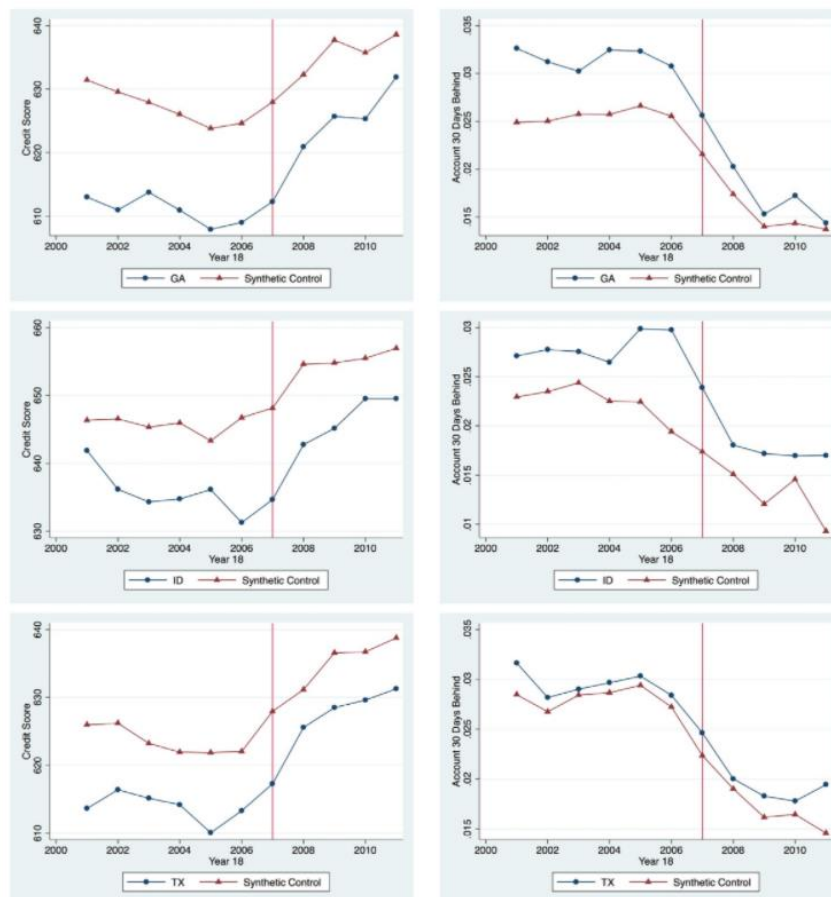 640
630
620
610
Credit Score
2000
2002
2004
2006
2008
2010
Year 18
GA
Synthetic Control
.035
.03
.025
.02
.015
Account 30 Days Behind
2000
2002
2004
2006
2008
2010
Year 18
GA
Synthetic Control
660
650
640
630
Credit Score
2000
2002
2004
2006
2008
2010
Year 18
ID
Synthetic Control
.03
.025
.02
.015
.01
Account 30 Days Behind
2000
2002
2004
2006
2008
2010
Year 18
ID
Synthetic Control
640
630
620
610
Credit Score
2000
2002
2004
2006
2008
2010
Year 18
TX
Synthetic Control
.035
.03
.025
.02
.015
Account 30 Days Behind
2000
2002
2004
2006
2008
2010
Year 18
TX
Synthetic Control